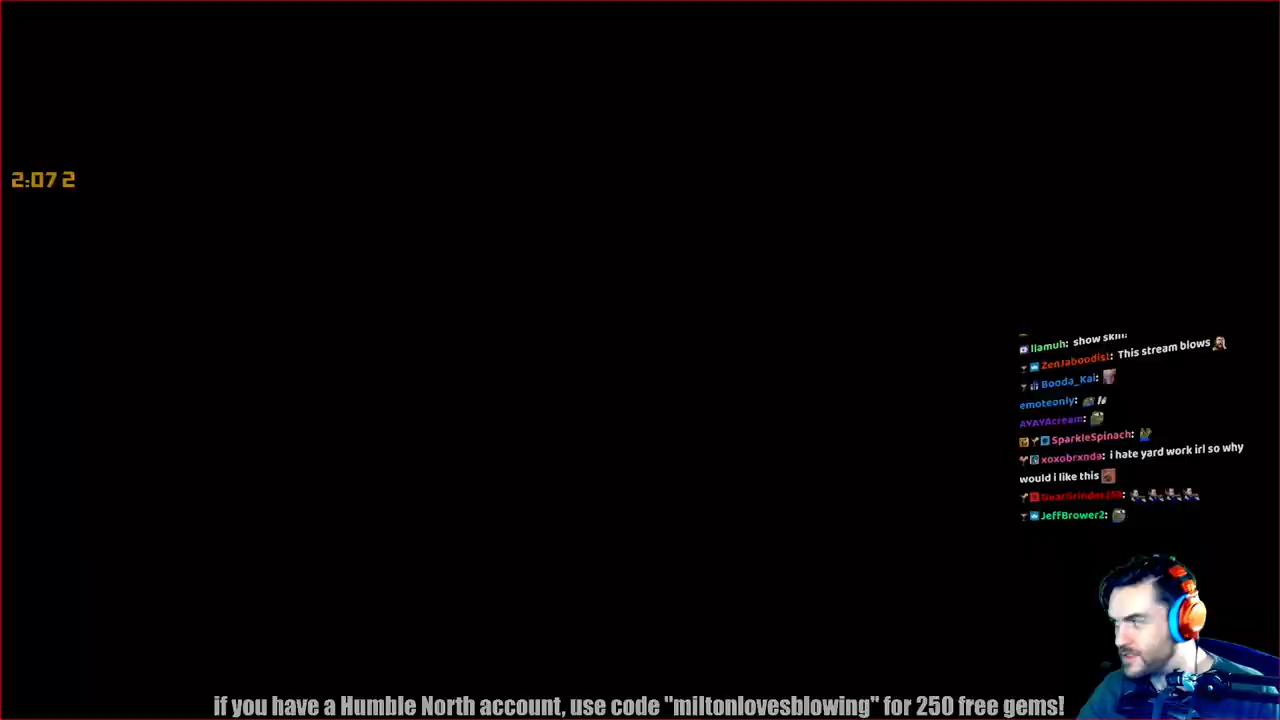 2:07 2
llamuh: show skin!
ZenJaboodist: This stream blows
Booda_Kai:
emoteonly:
AYAYAcream:
SparkleSpinach:
xoxobrxnda: i hate yard work irl so why
would i like this
JeffBrower2:
if you have a Humble North account, use code "miltonlovesblowing" for 250 free gems!